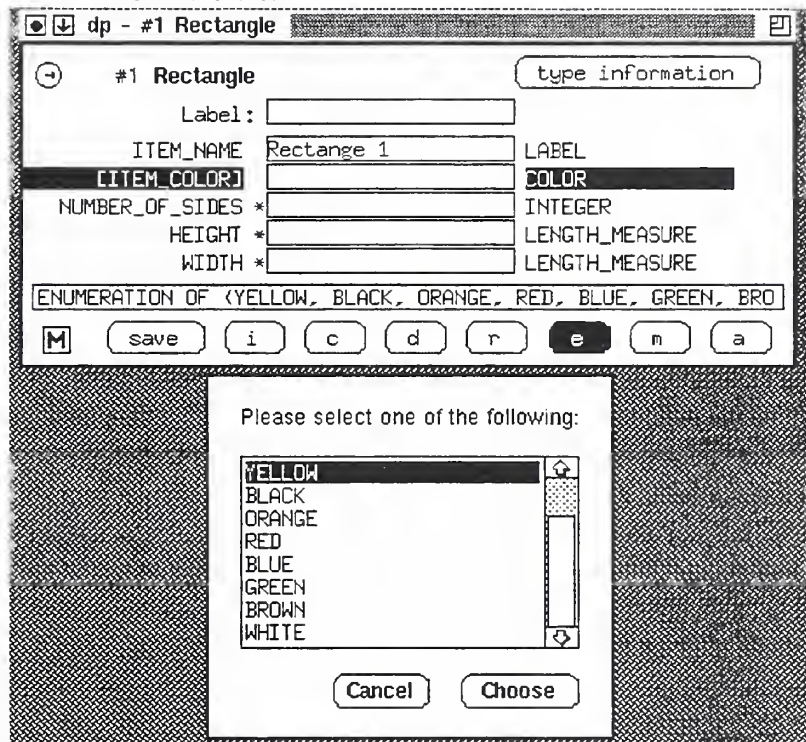 dp - #1 Rectangle
#1 Rectangle type information
Label:
ITEM_NAME Rectange 1 LABEL
[ITEM_COLOR] COLOR
NUMBER_OF_SIDES * INTEGER
HEIGHT * LENGTH_MEASURE
WIDTH * LENGTH_MEASURE
ENUMERATION OF (YELLOW, BLACK, ORANGE, RED, BLUE, GREEN, BRO
M save i c d r e m a
Please select one of the following:
YELLOW
BLACK
ORANGE
RED
BLUE
GREEN
BROWN
WHITE
Cancel Choose